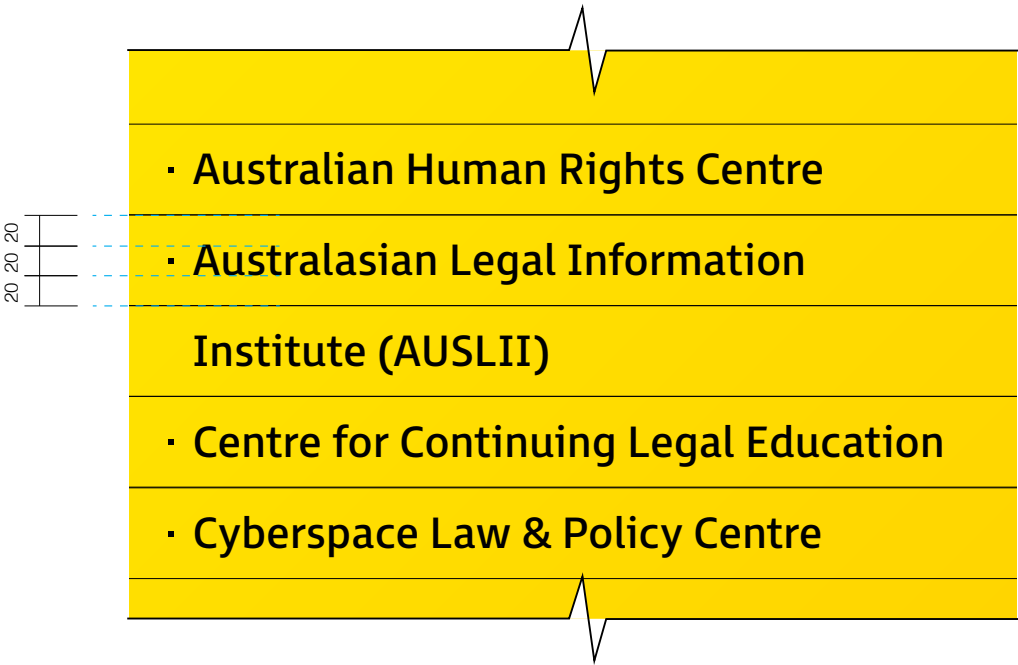 · Australian Human Rights Centre
20
· Australasian Legal Information
20
20
Institute (AUSLII)
· Centre for Continuing Legal Education
· Cyberspace Law & Policy Centre